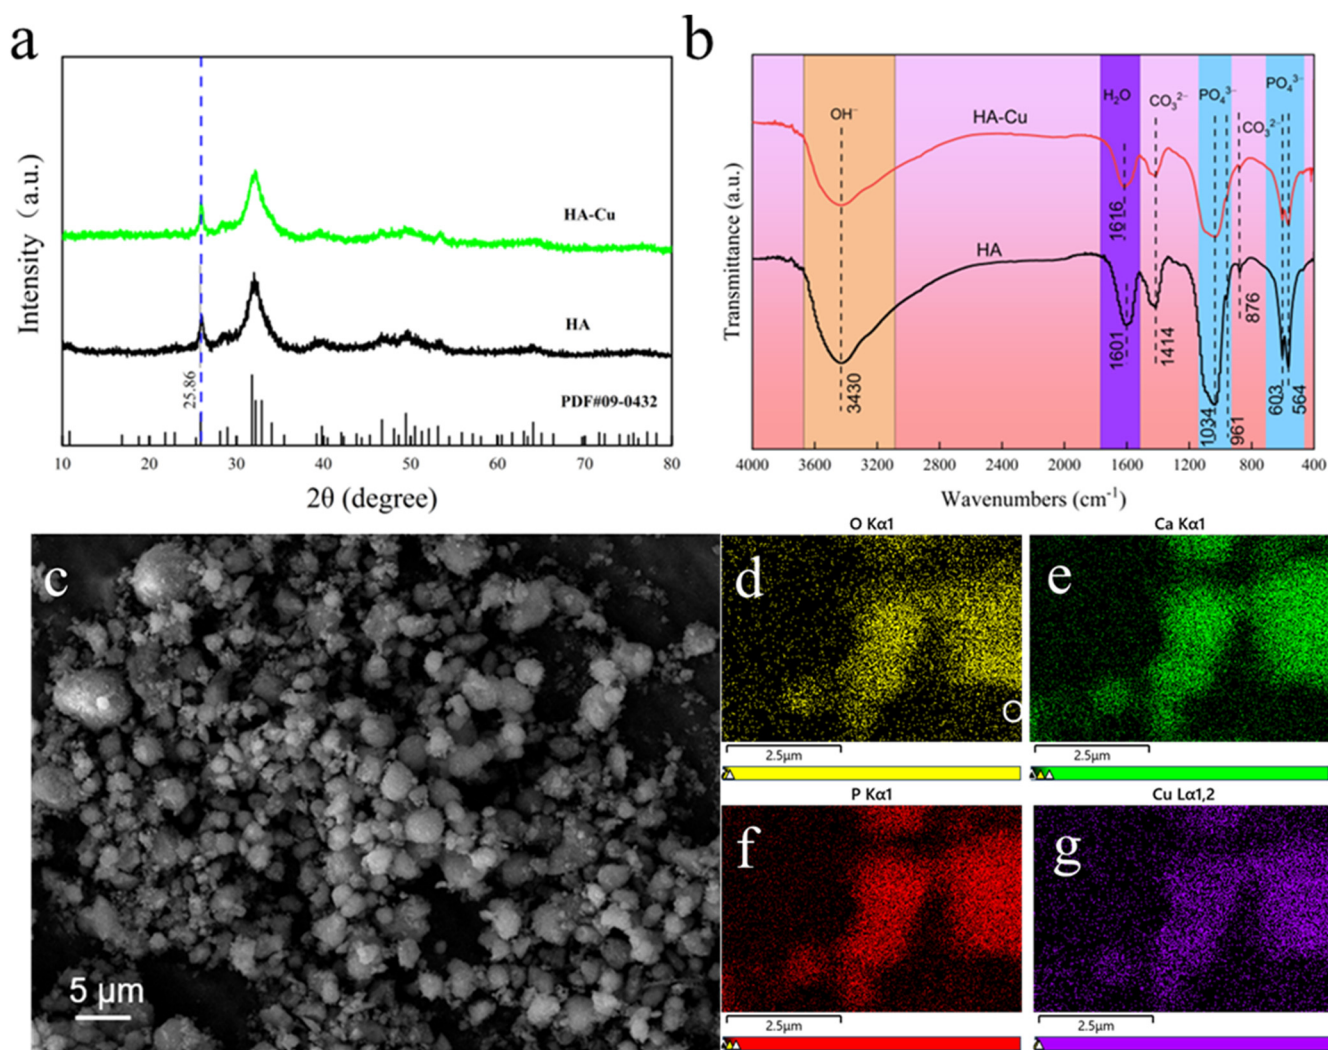 a
Intensity (a.u.)
HA-Cu
HA
25.86
PDF#09-0432
10 20 30 40 50 60 70 80
2θ (degree)
b
Transmittance (a.u.)
OH⁻
H₂O
CO₃²⁻
PO₄³⁻
CO₃²⁻
PO₄³⁻
HA-Cu
HA
3430
1616
1601
1414
1034
961
876
603
564
4000 3600 3200 2800 2400 2000 1600 1200 800 400
Wavenumbers (cm⁻¹)
c
5 μm
O Kα1
d
2.5μm
Ca Kα1
e
2.5μm
P Kα1
f
2.5μm
Cu Lα1,2
g
2.5μm